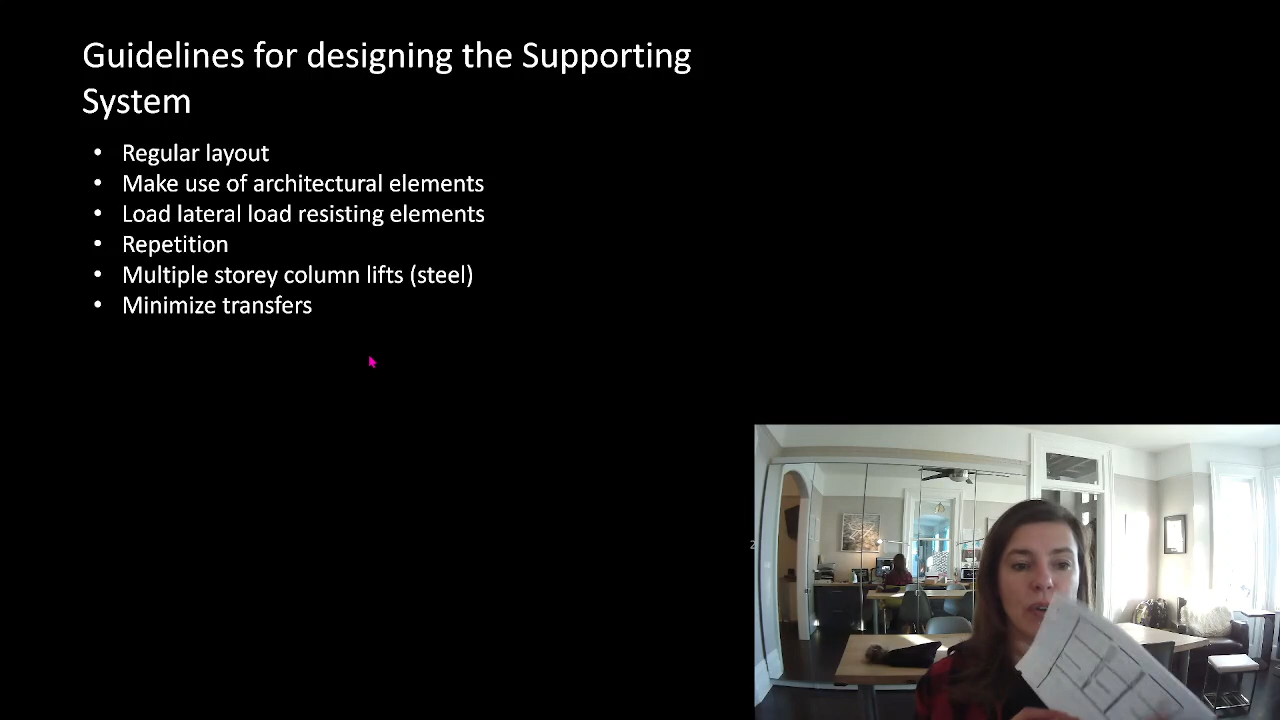 Guidelines for designing the Supporting
System
• Regular layout
• Make use of architectural elements
• Load lateral load resisting elements
• Repetition
• Multiple storey column lifts (steel)
• Minimize transfers